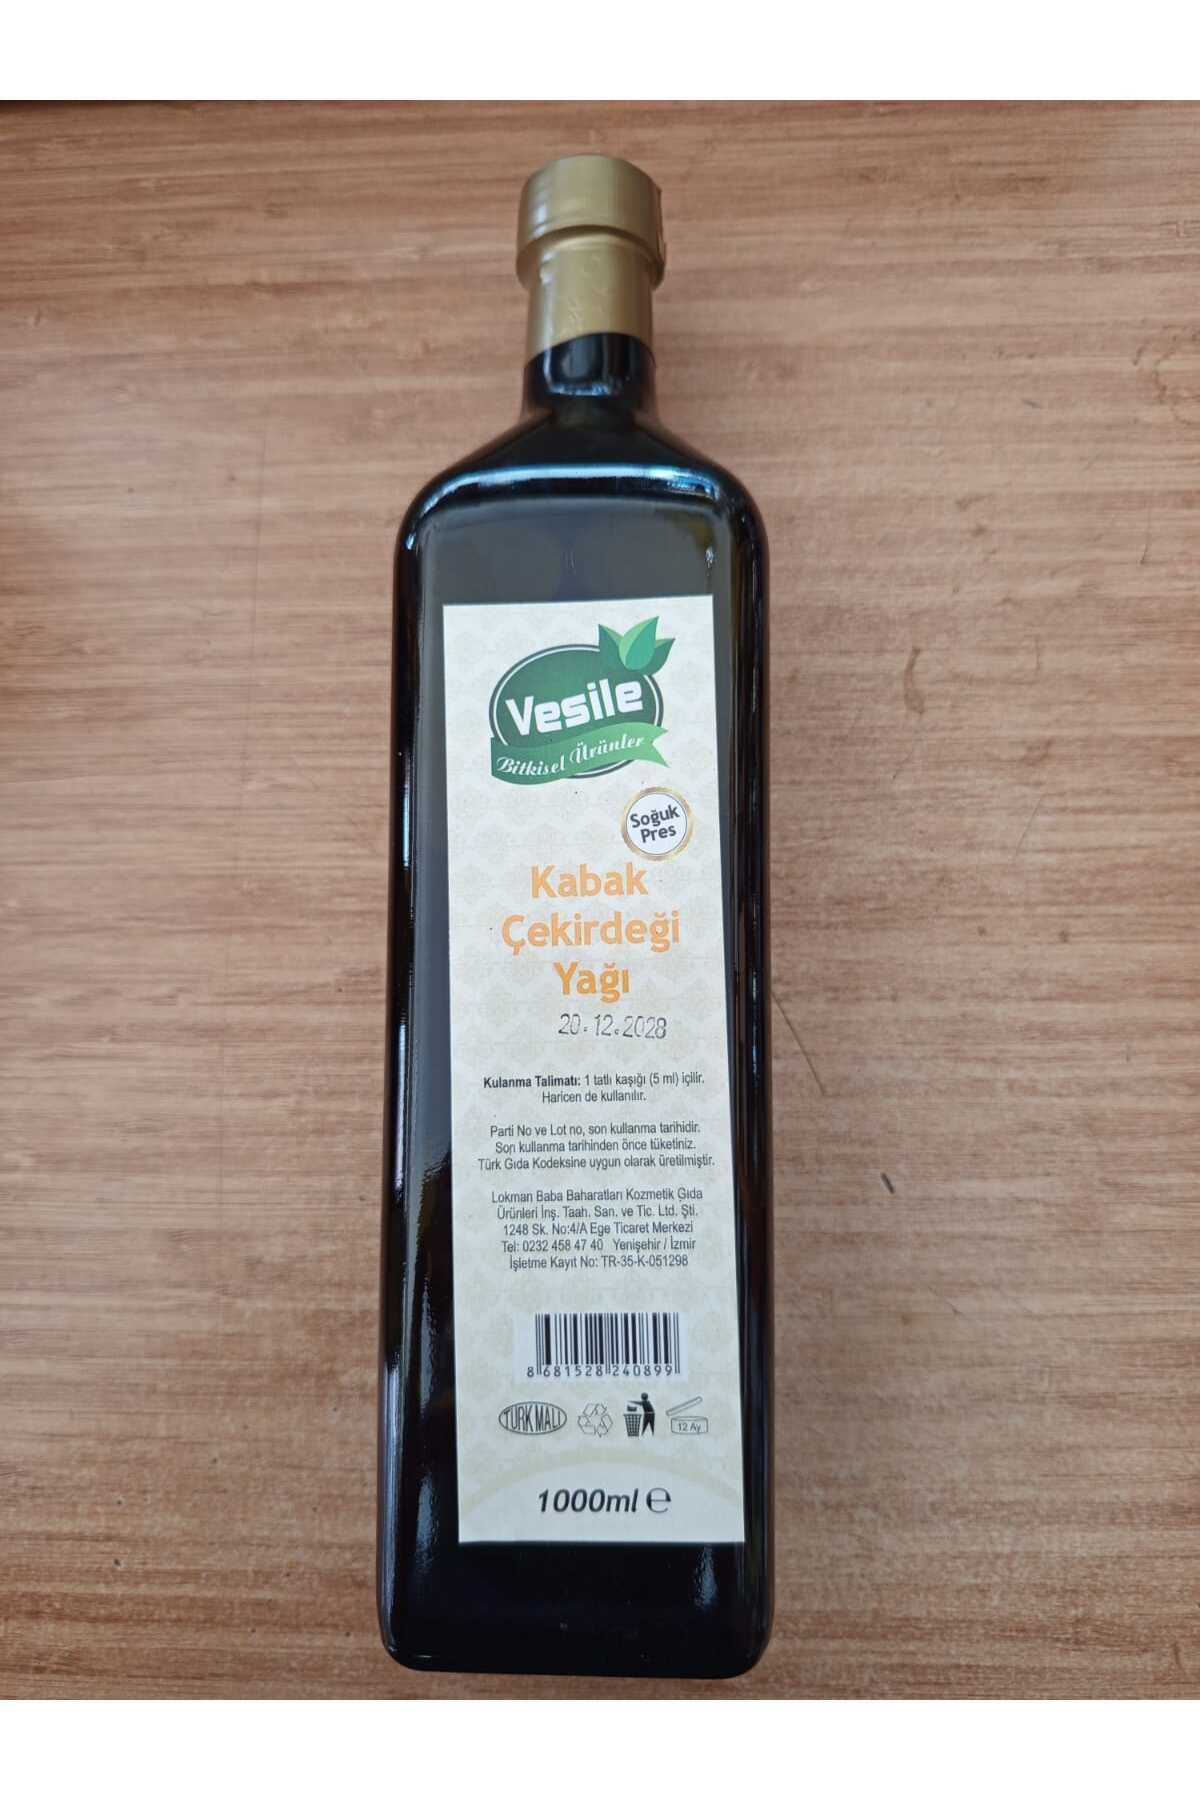 Vesile
Bitkisel Ürünler
Soğuk
Pres
Kabak
Çekirdeği
Yağı
20.12.2028
Kulanma Talimatı: 1 tatlı kaşığı (5 ml) içilir.
Haricen de kullanılır.
Parti No ve Lot no, son kullanma tarihidir.
Son kullanma tarihinden önce tüketiniz.
Türk Gıda Kodeksine uygun olarak üretilmiştir.
Lokman Baba Baharatları Kozmetik Gıda
Ürünleri İnş. Taah. San. ve Tic. Ltd. Şti.
1248 Sk. No:4/A Ege Ticaret Merkezi
Tel: 0232 458 47 40 Yenişehir / İzmir
İşletme Kayıt No: TR-35-K-051298
8 681528 240899
TÜRK MALI
12 Ay
1000ml ℮